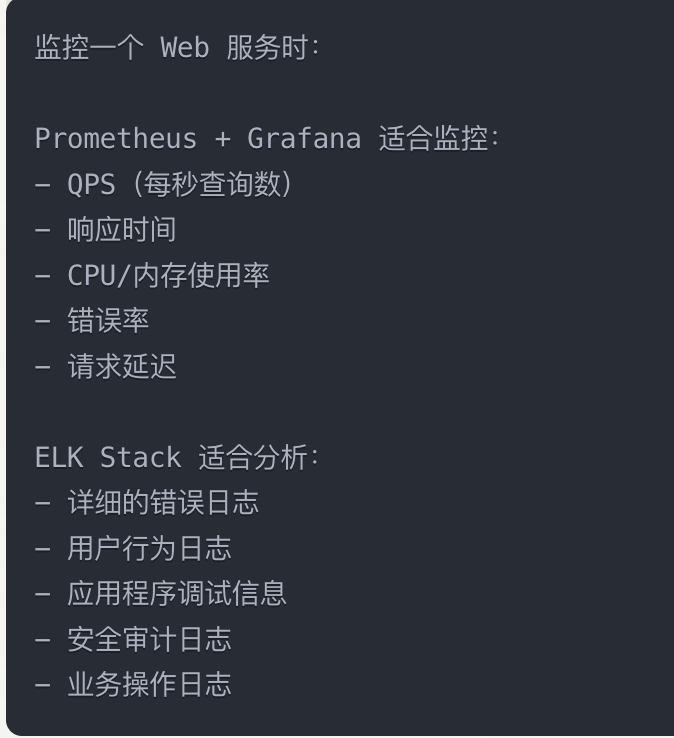 监控一个 Web 服务时：
Prometheus + Grafana 适合监控：
- QPS（每秒查询数）
- 响应时间
- CPU/内存使用率
- 错误率
- 请求延迟
ELK Stack 适合分析：
- 详细的错误日志
- 用户行为日志
- 应用程序调试信息
- 安全审计日志
- 业务操作日志